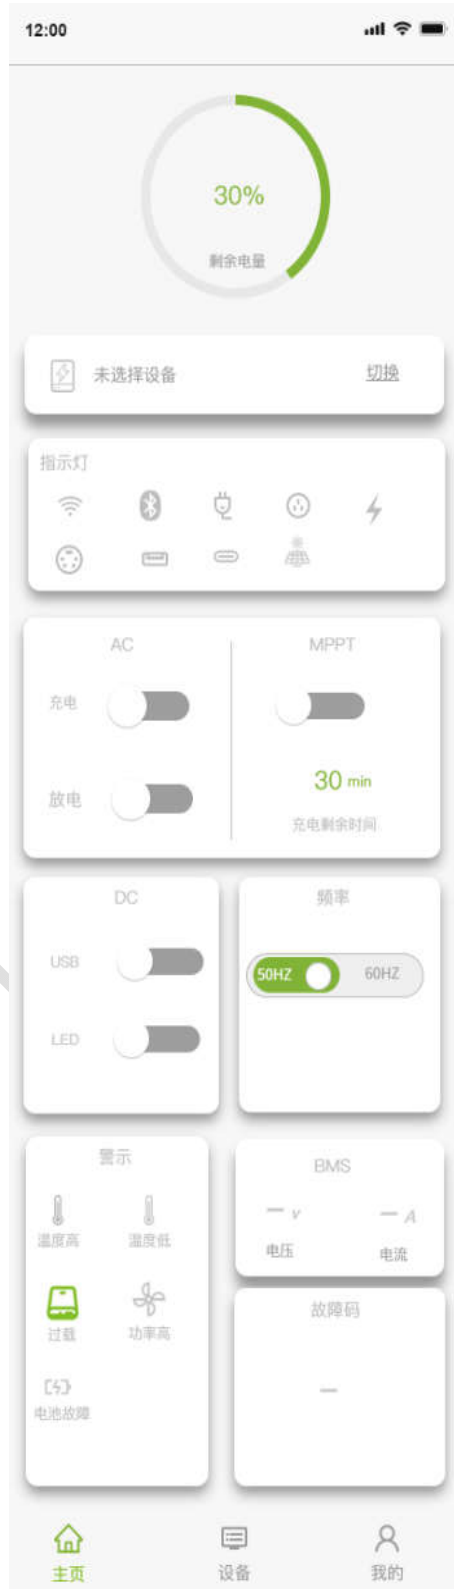 12:00
30%
剩余电量
未选择设备 切换
指示灯
AC MPPT
充电
放电 30 min
充电剩余时间
DC 频率
USB 50HZ 60HZ
LED
警示 BMS
— V — A
温度高 温度低 电压 电流
过载 功率高 故障码
—
电池故障
主页 设备 我的